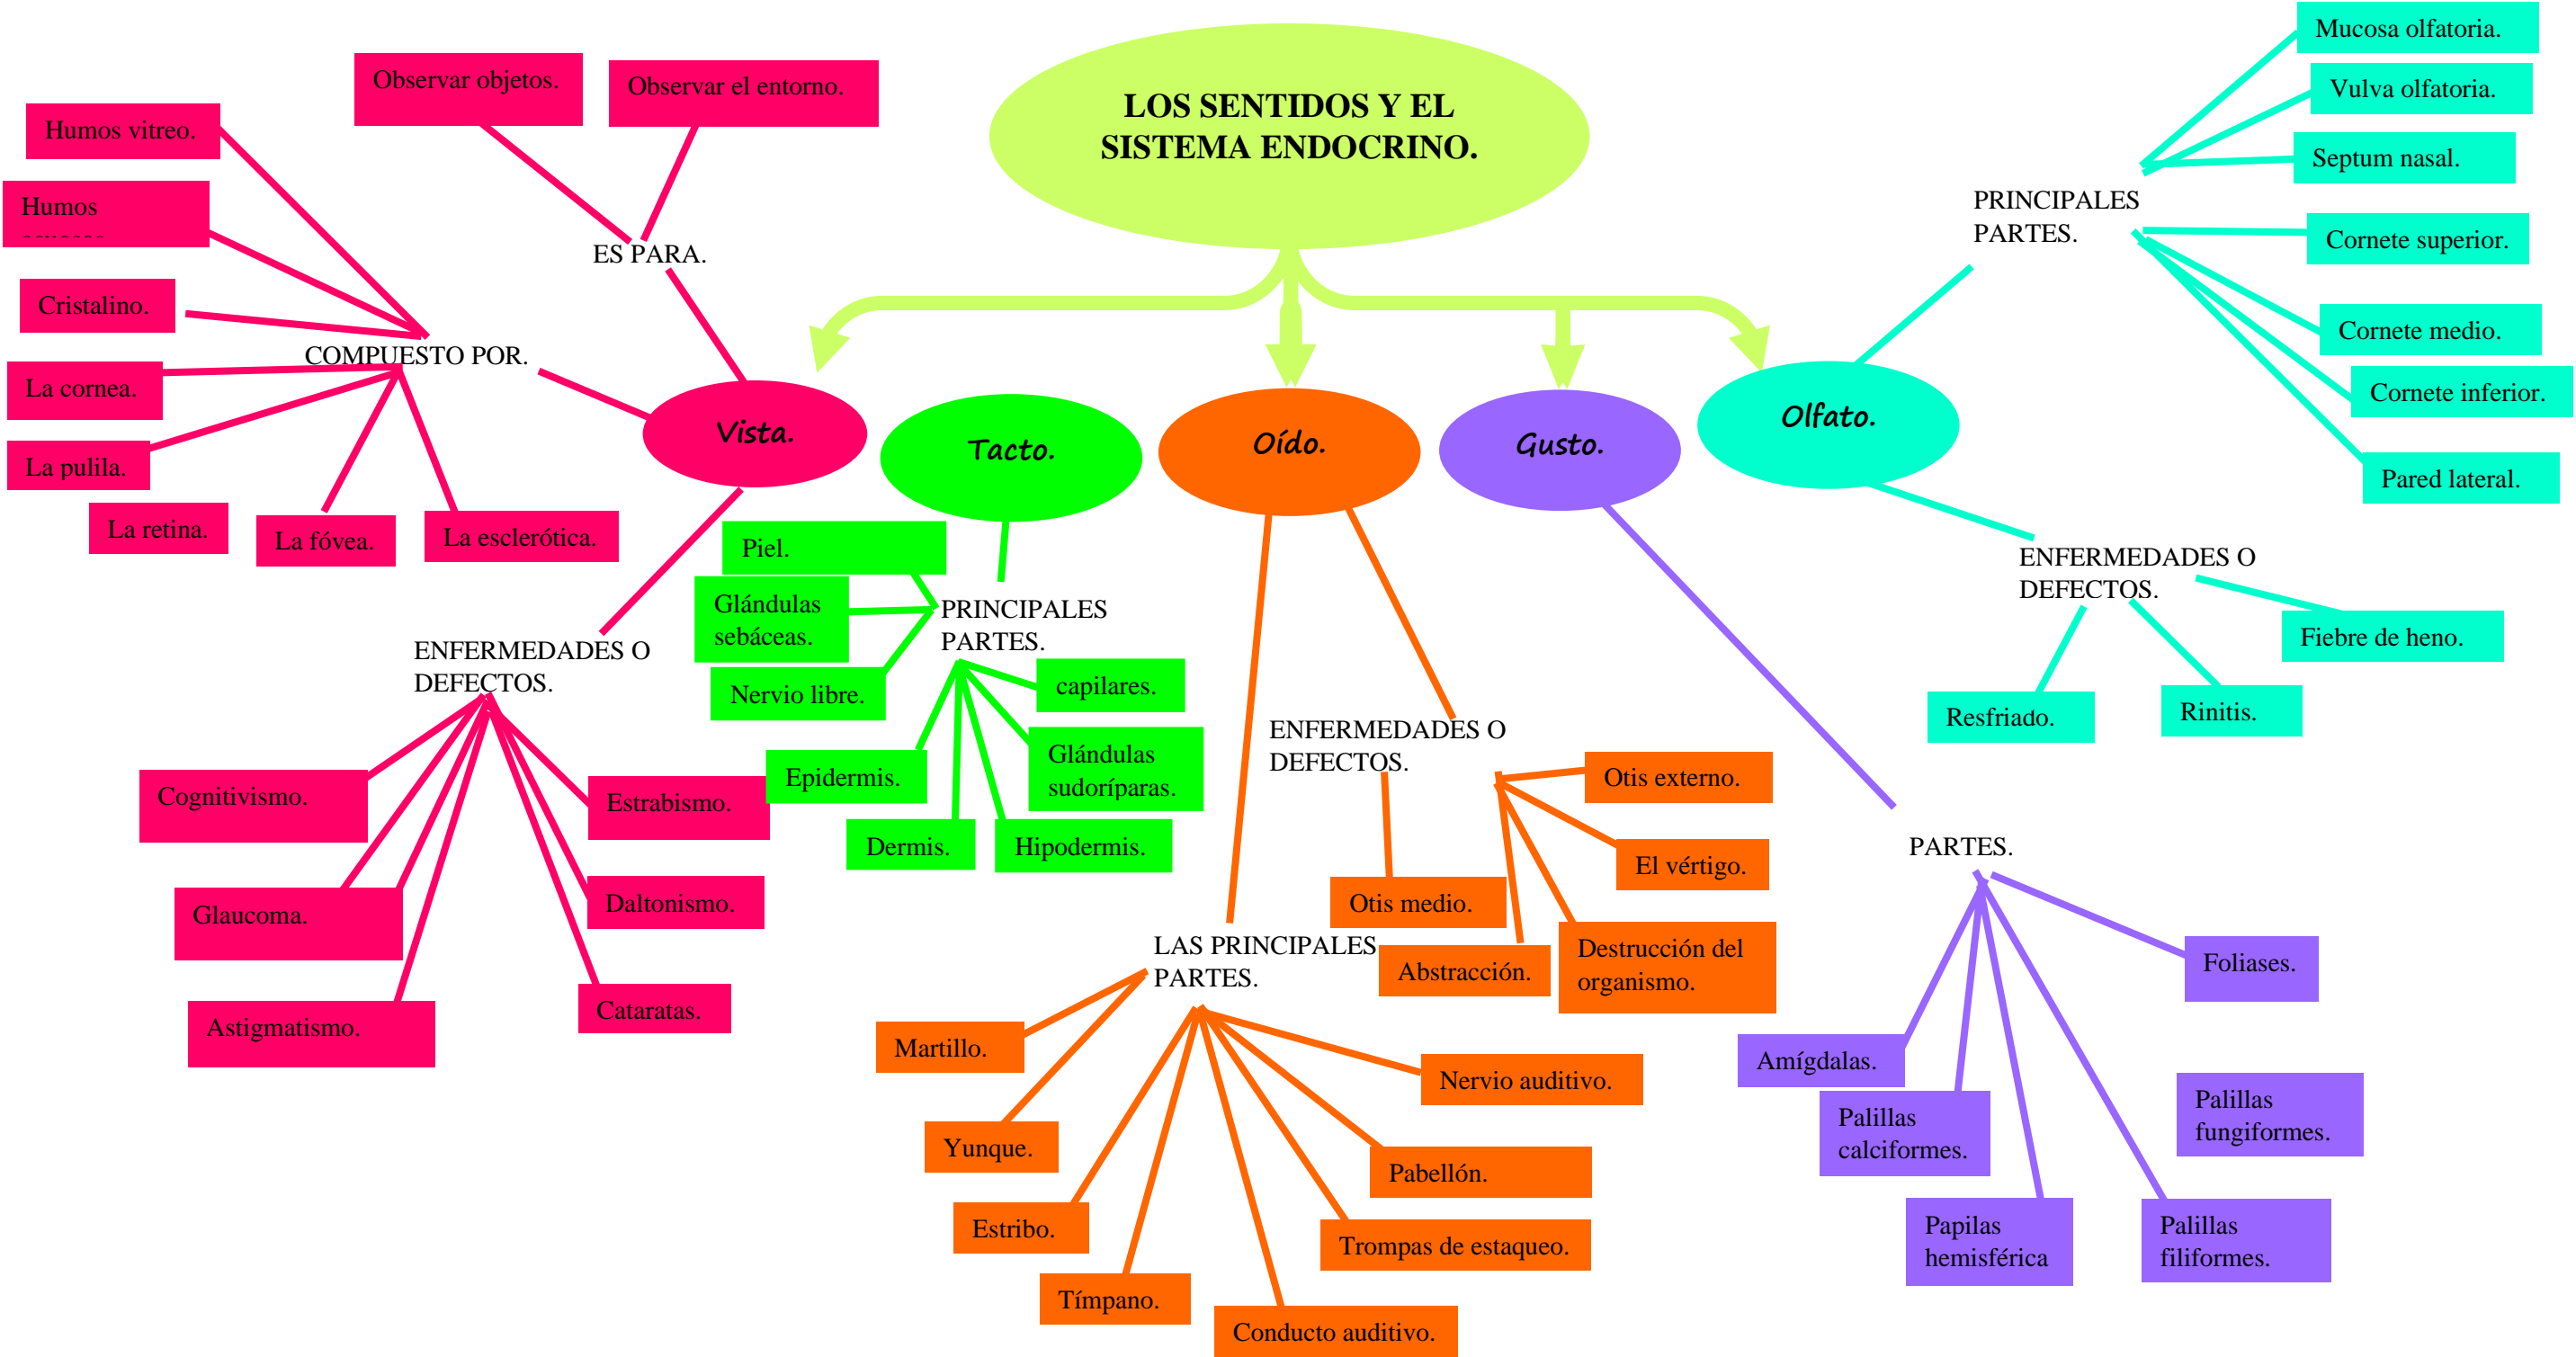 LOS SENTIDOS Y EL
SISTEMA ENDOCRINO.
Vista.
ES PARA.
Observar objetos.
Observar el entorno.
COMPUESTO POR.
Humos vitreo.
Humos
Cristalino.
La cornea.
La pulila.
La retina.
La fóvea.
La esclerótica.
ENFERMEDADES O
DEFECTOS.
Cognitivismo.
Glaucoma.
Astigmatismo.
Cataratas.
Daltonismo.
Estrabismo.
Tacto.
PRINCIPALES
PARTES.
Piel.
Glándulas
sebáceas.
Nervio libre.
Epidermis.
Dermis.
Hipodermis.
Glándulas
sudoríparas.
capilares.
Oído.
ENFERMEDADES O
DEFECTOS.
Otis medio.
Abstracción.
Destrucción del
organismo.
El vértigo.
Otis externo.
LAS PRINCIPALES
PARTES.
Martillo.
Yunque.
Estribo.
Tímpano.
Conducto auditivo.
Trompas de estaqueo.
Pabellón.
Nervio auditivo.
Gusto.
PARTES.
Amígdalas.
Palillas
calciformes.
Papilas
hemisférica
Palillas
filiformes.
Palillas
fungiformes.
Foliases.
Olfato.
PRINCIPALES
PARTES.
Mucosa olfatoria.
Vulva olfatoria.
Septum nasal.
Cornete superior.
Cornete medio.
Cornete inferior.
Pared lateral.
ENFERMEDADES O
DEFECTOS.
Resfriado.
Rinitis.
Fiebre de heno.